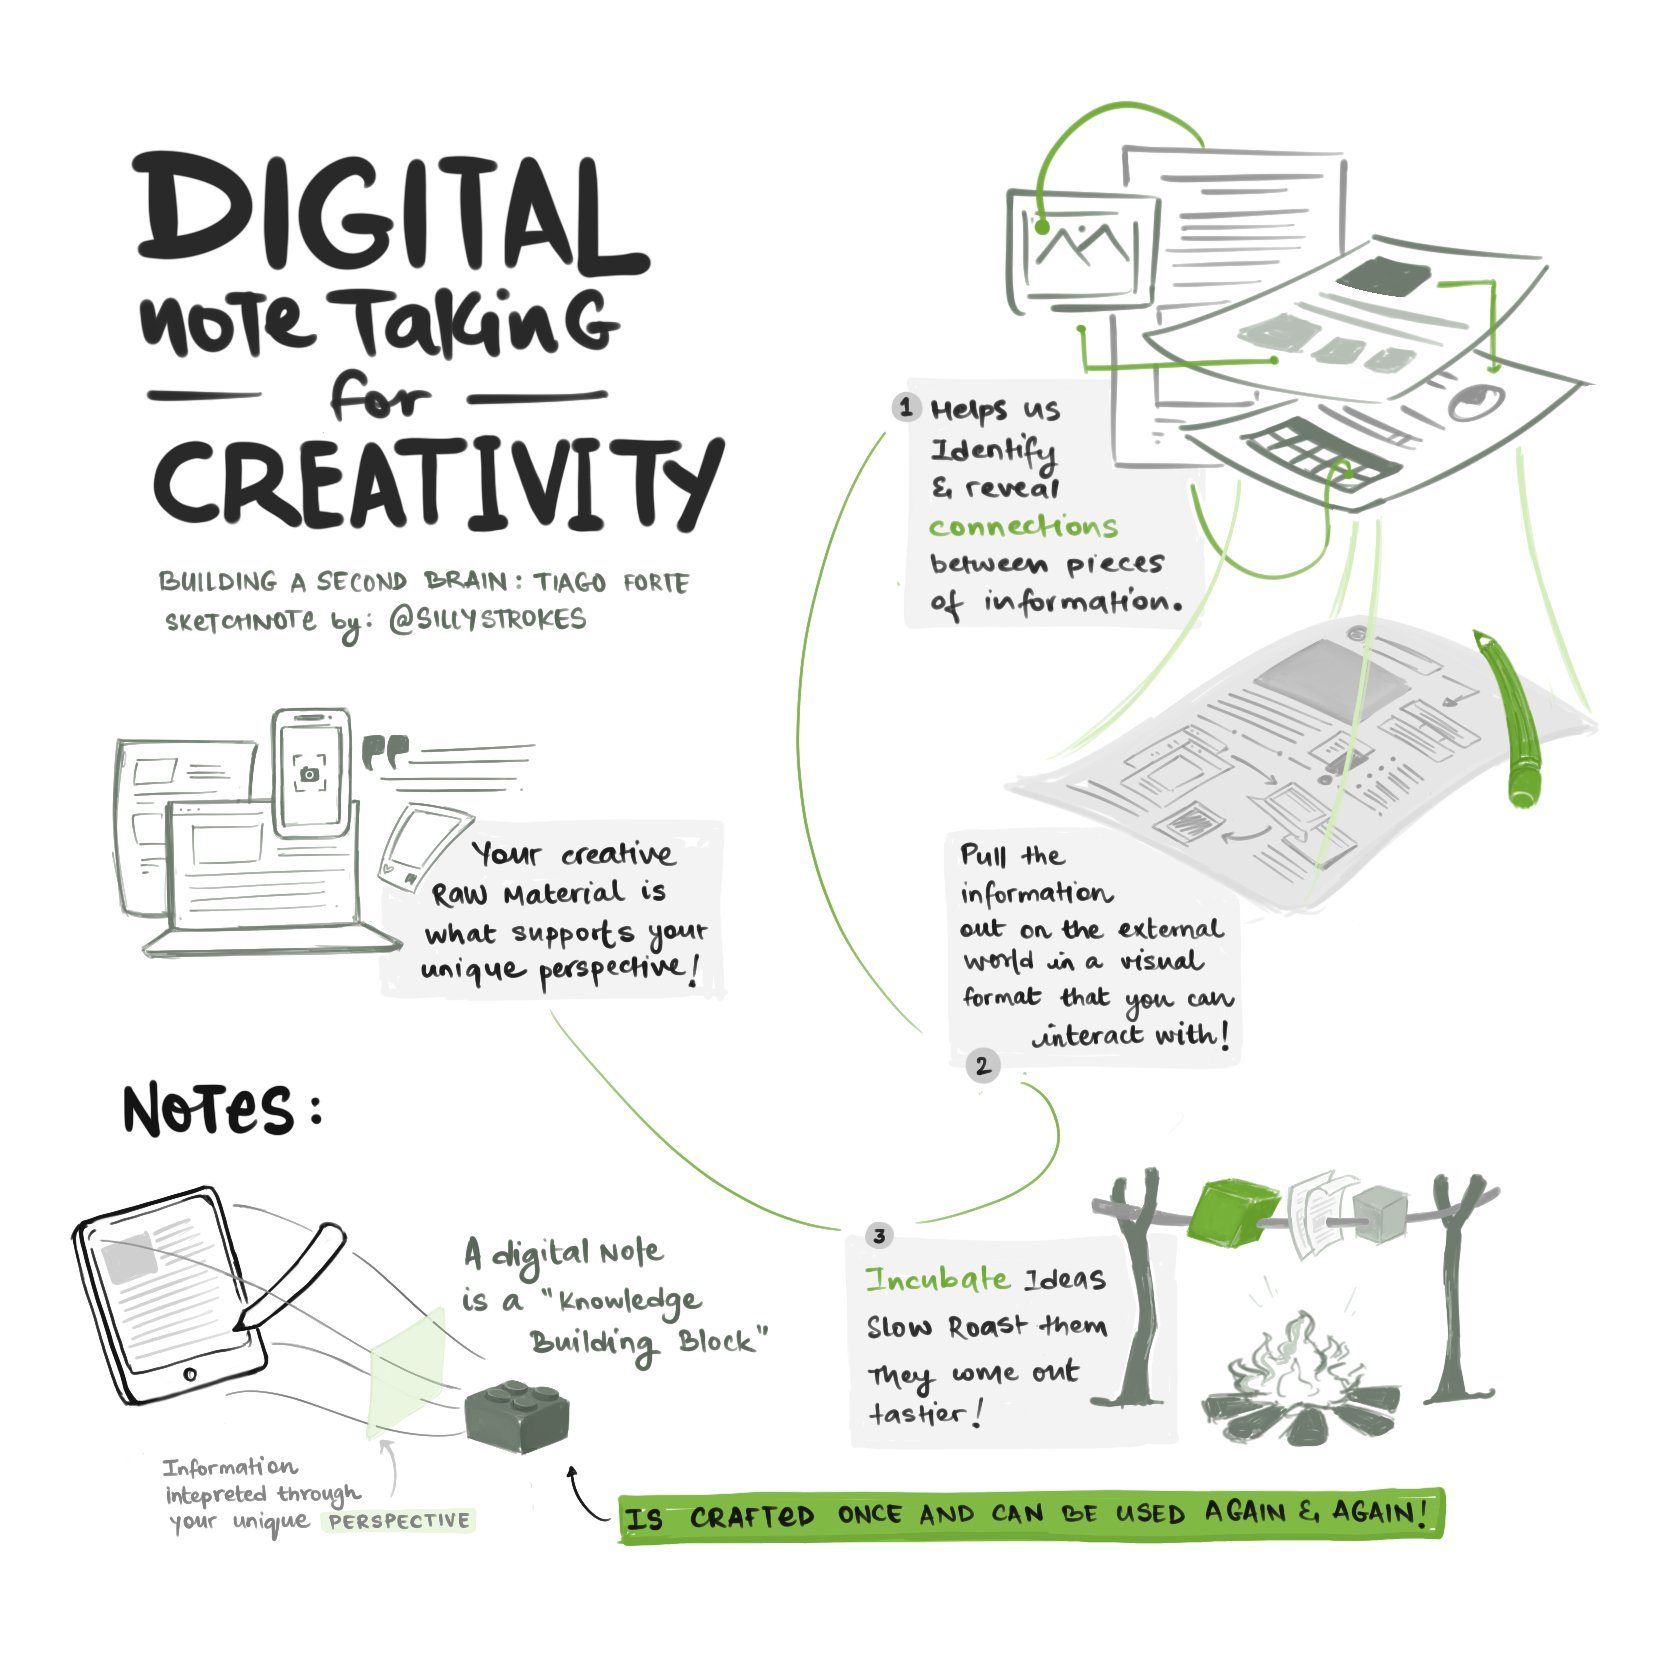 DIGITAL
NOTE TAKING
for
CREATIVITY
BUILDING A SECOND BRAIN: TIAGO FORTE
SKETCHNOTE by: @SILLYSTROKES
1 Helps us
Identify
& reveal
connections
between pieces
of information.
Your creative
RAW Material is
what supports your
unique perspective!
Pull the
information
out on the external
world in a visual
format that you can
interact with!
2
NOTES:
A digital Note
is a "Knowledge
Building Block"
Information
intepreted through
your unique PERSPECTIVE
3
Incubate Ideas
Slow Roast them
They come out
tastier!
IS CRAFTED ONCE AND CAN BE USED AGAIN & AGAIN!